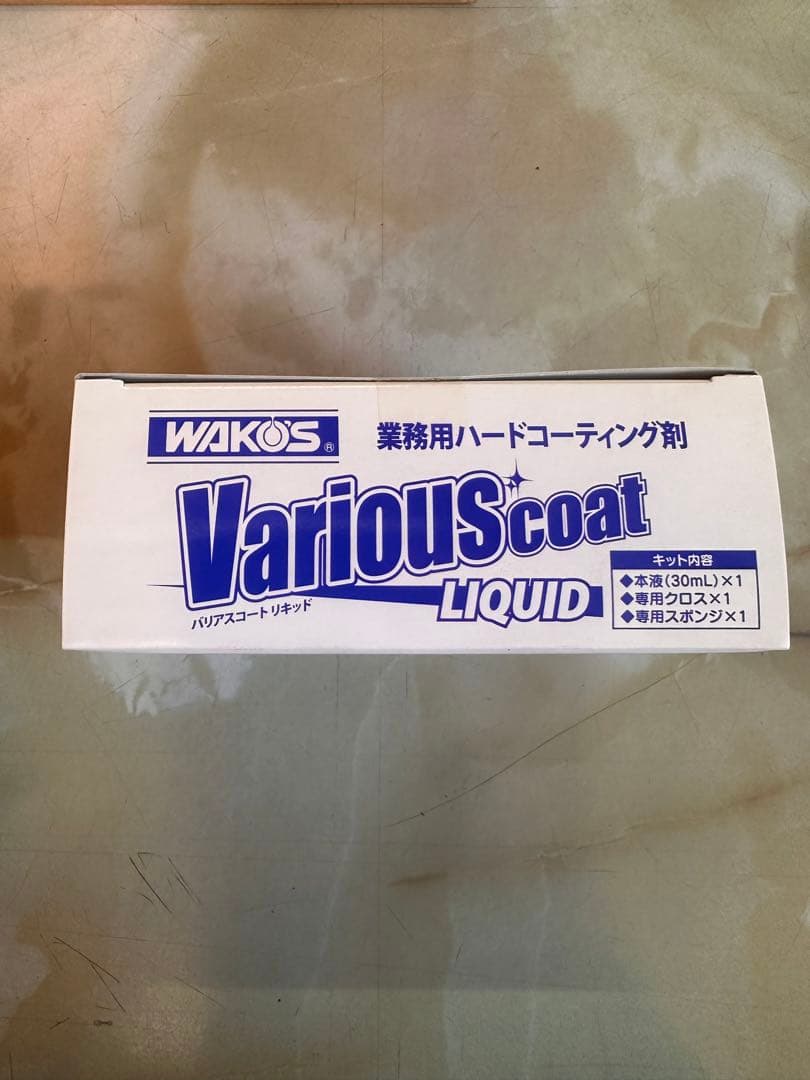 WAKO'S®
業務用ハードコーティング剤
Various coat
LIQUID
バリアスコート リキッド
キット内容
◆本液(30mL)×1
◆専用クロス×1
◆専用スポンジ×1